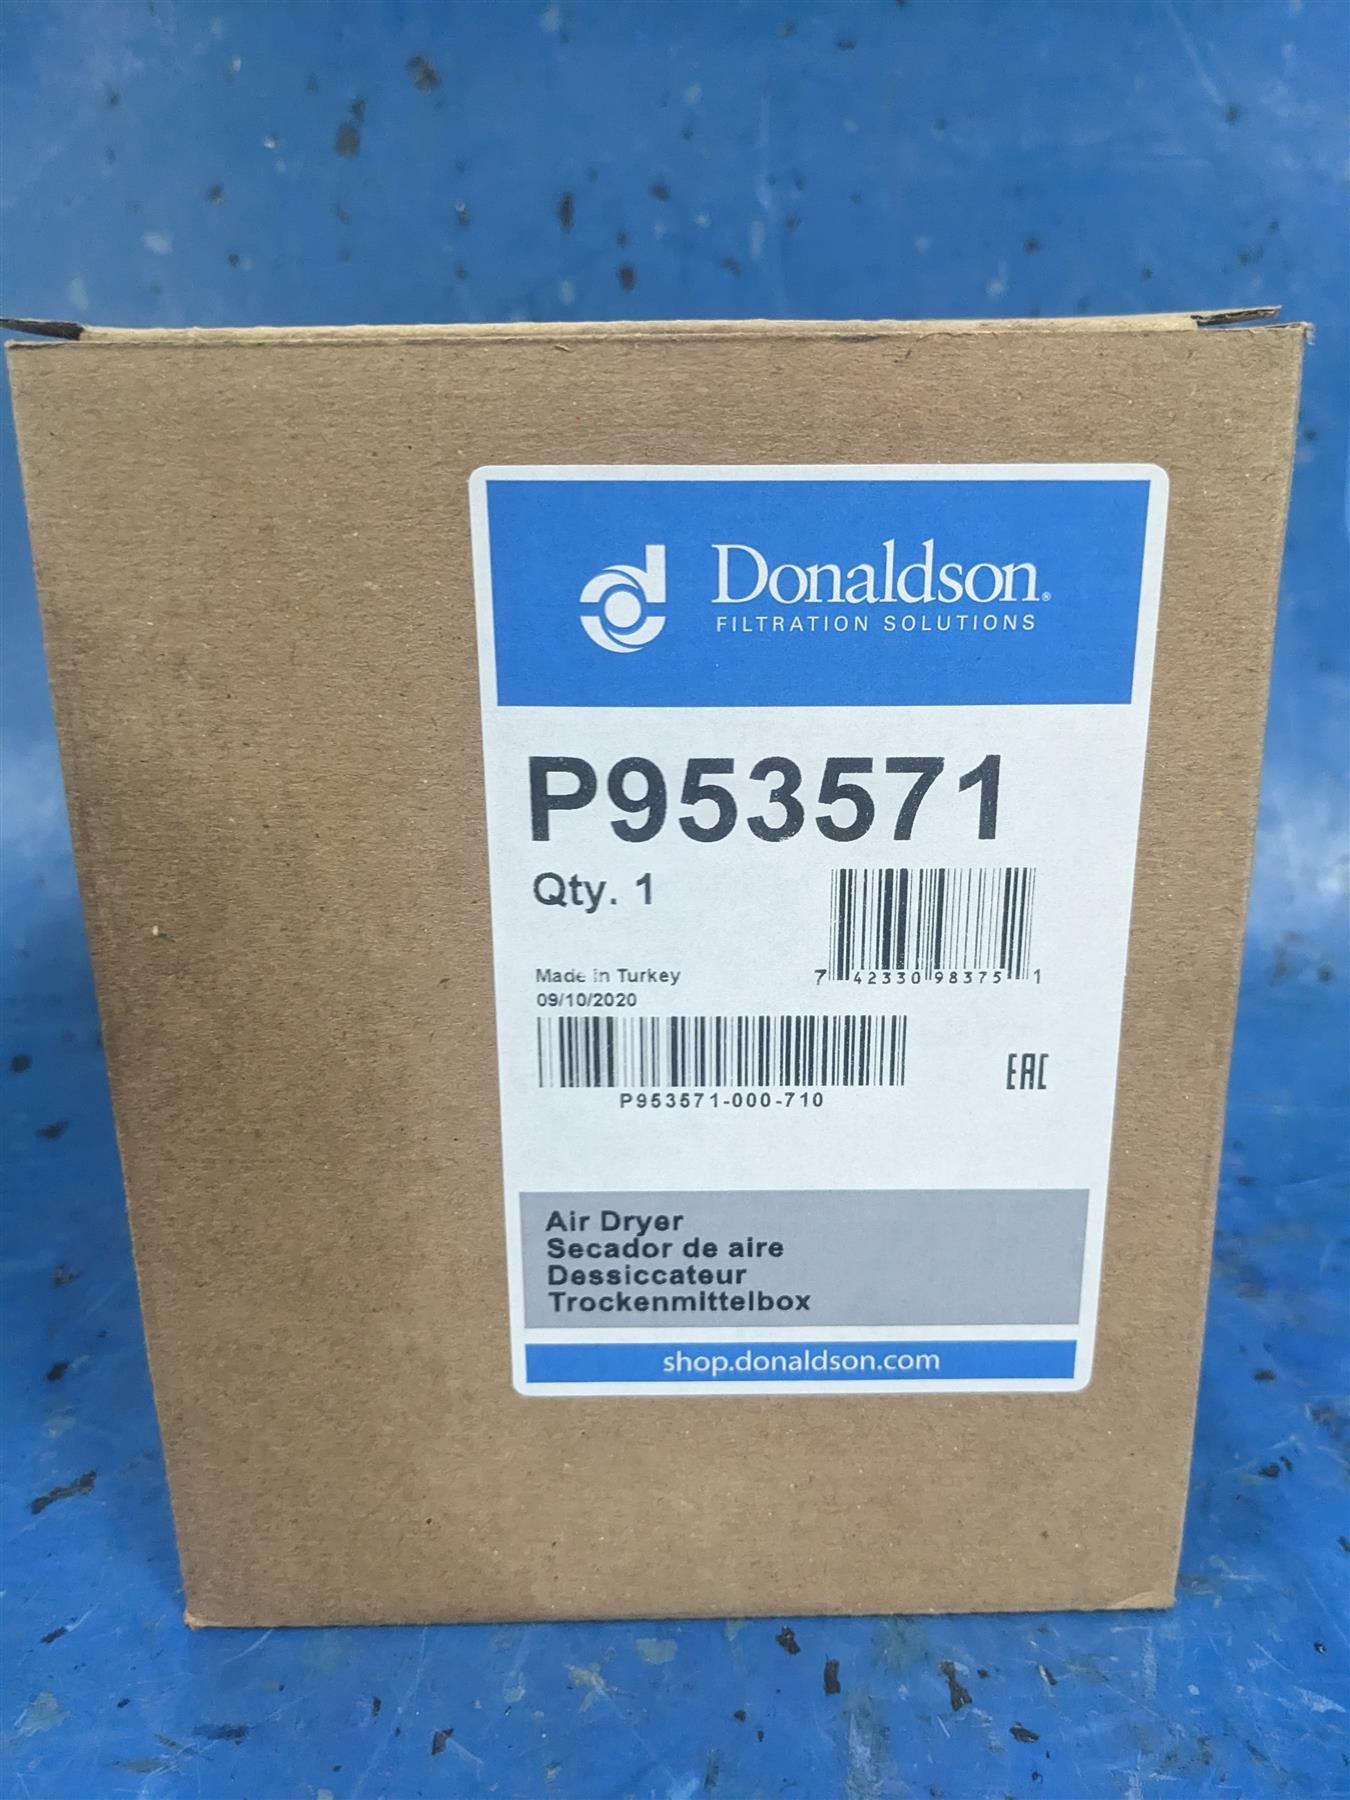 Donaldson®
FILTRATION SOLUTIONS
P953571
Qty. 1
7 42330 98375 1
Made in Turkey
09/10/2020
P953571-000-710
EAC
Air Dryer
Secador de aire
Dessiccateur
Trockenmittelbox
shop.donaldson.com